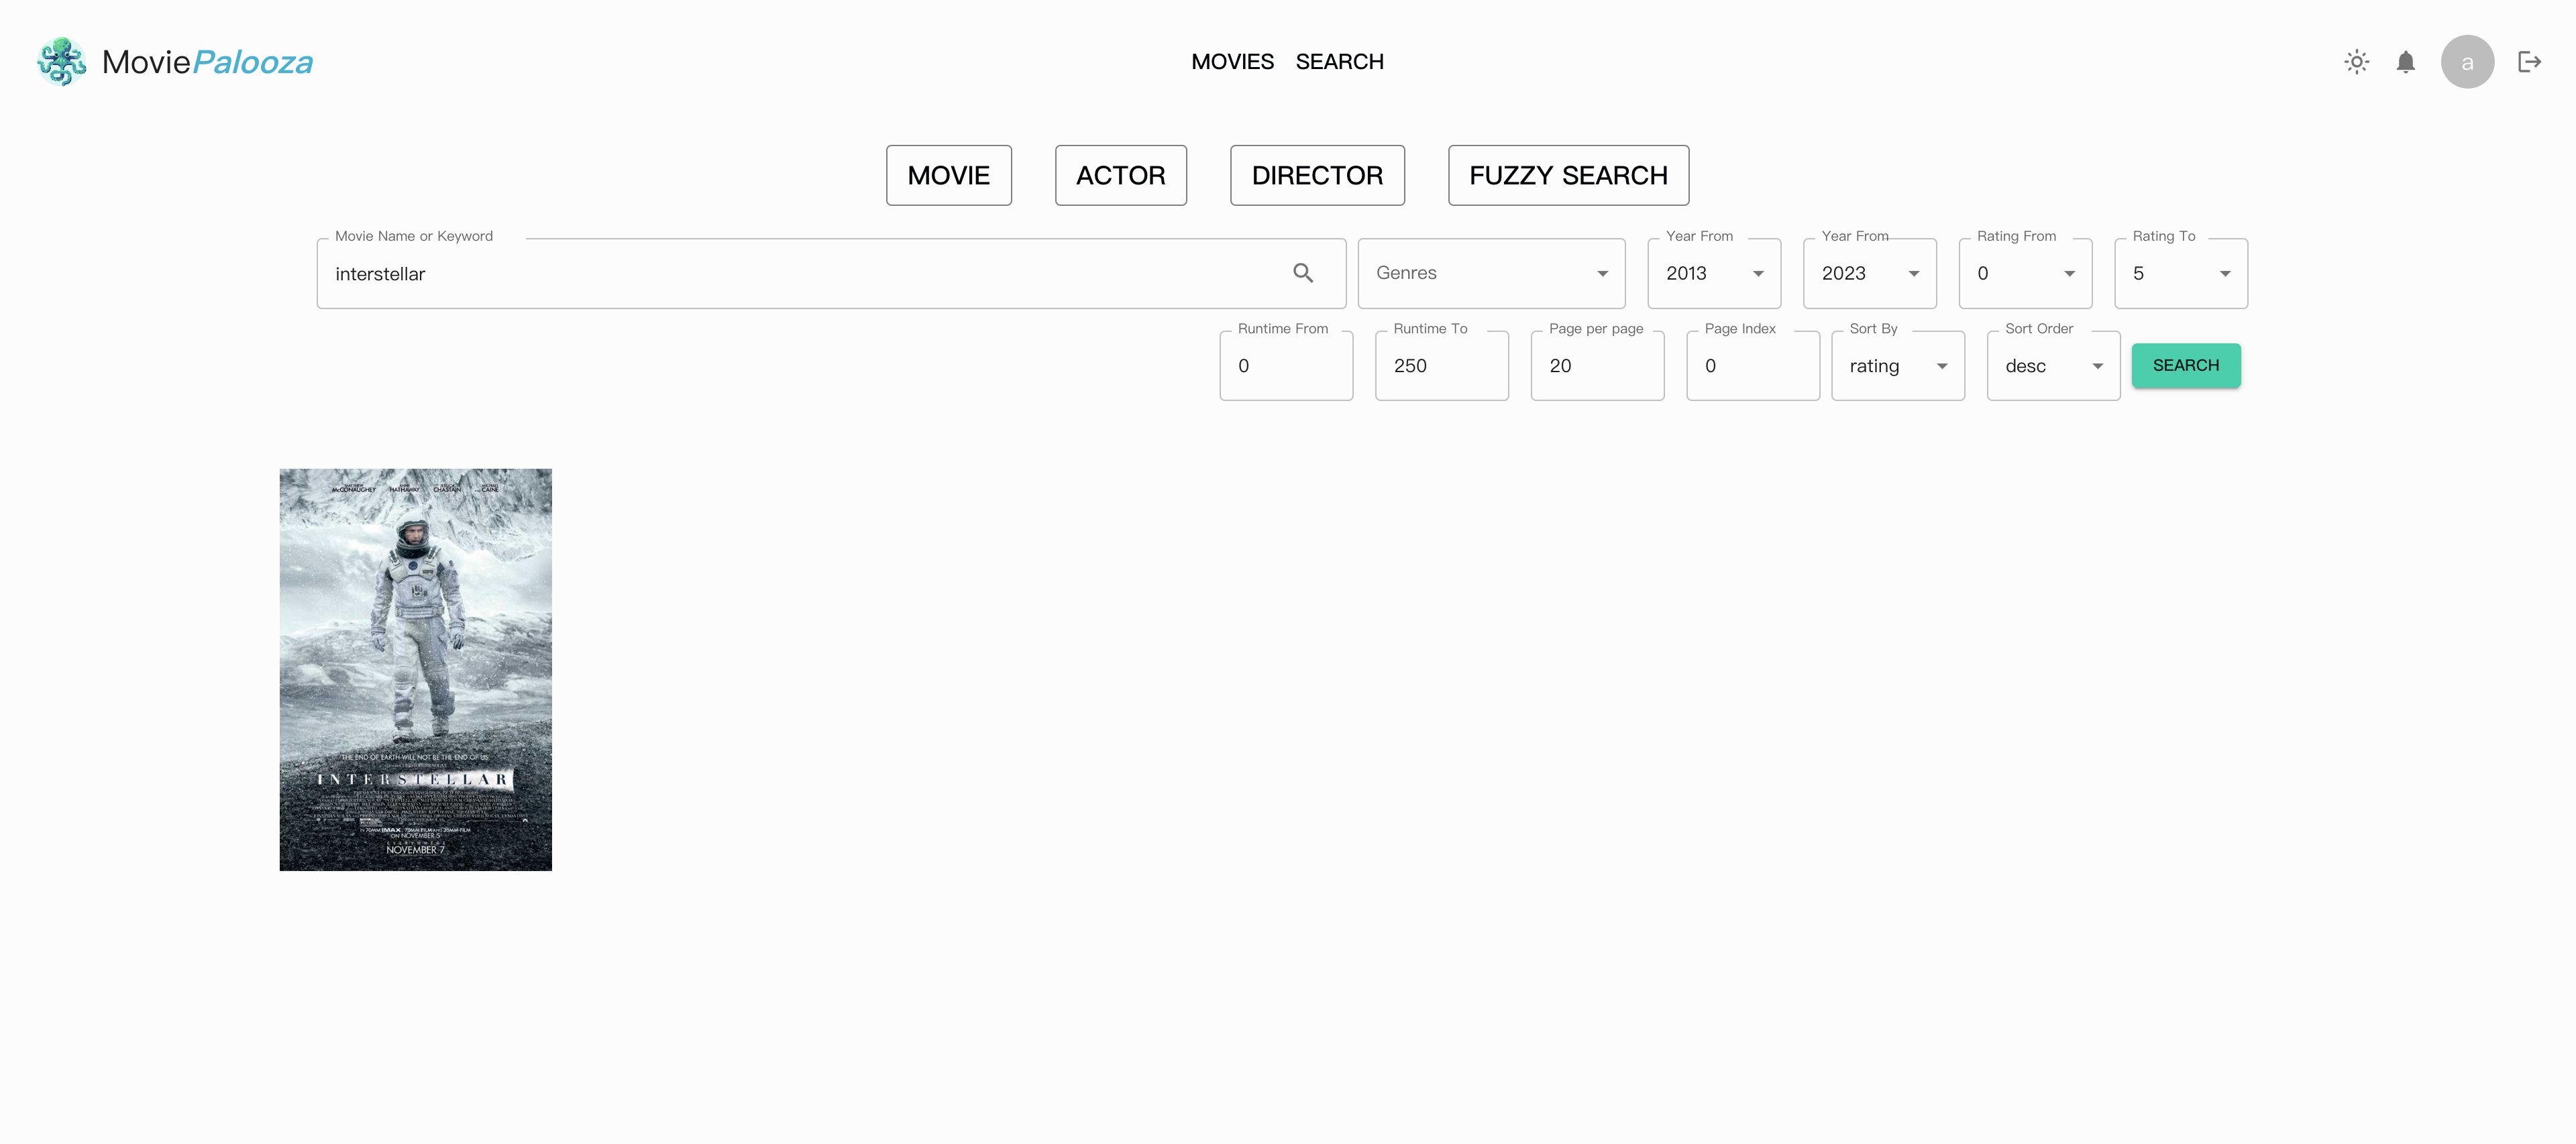 MoviePalooza
MOVIES SEARCH
a
MOVIE ACTOR DIRECTOR FUZZY SEARCH
Movie Name or Keyword
interstellar
Genres
Year From
2013
Year From
2023
Rating From
0
Rating To
5
Runtime From
0
Runtime To
250
Page per page
20
Page Index
0
Sort By
rating
Sort Order
desc
SEARCH
McCONAUGHEY HATHAWAY CHASTAIN CAINE
THE END OF EARTH WILL NOT BE THE END OF US
INTERSTELLAR
ON NOVEMBER 5
NOVEMBER 7